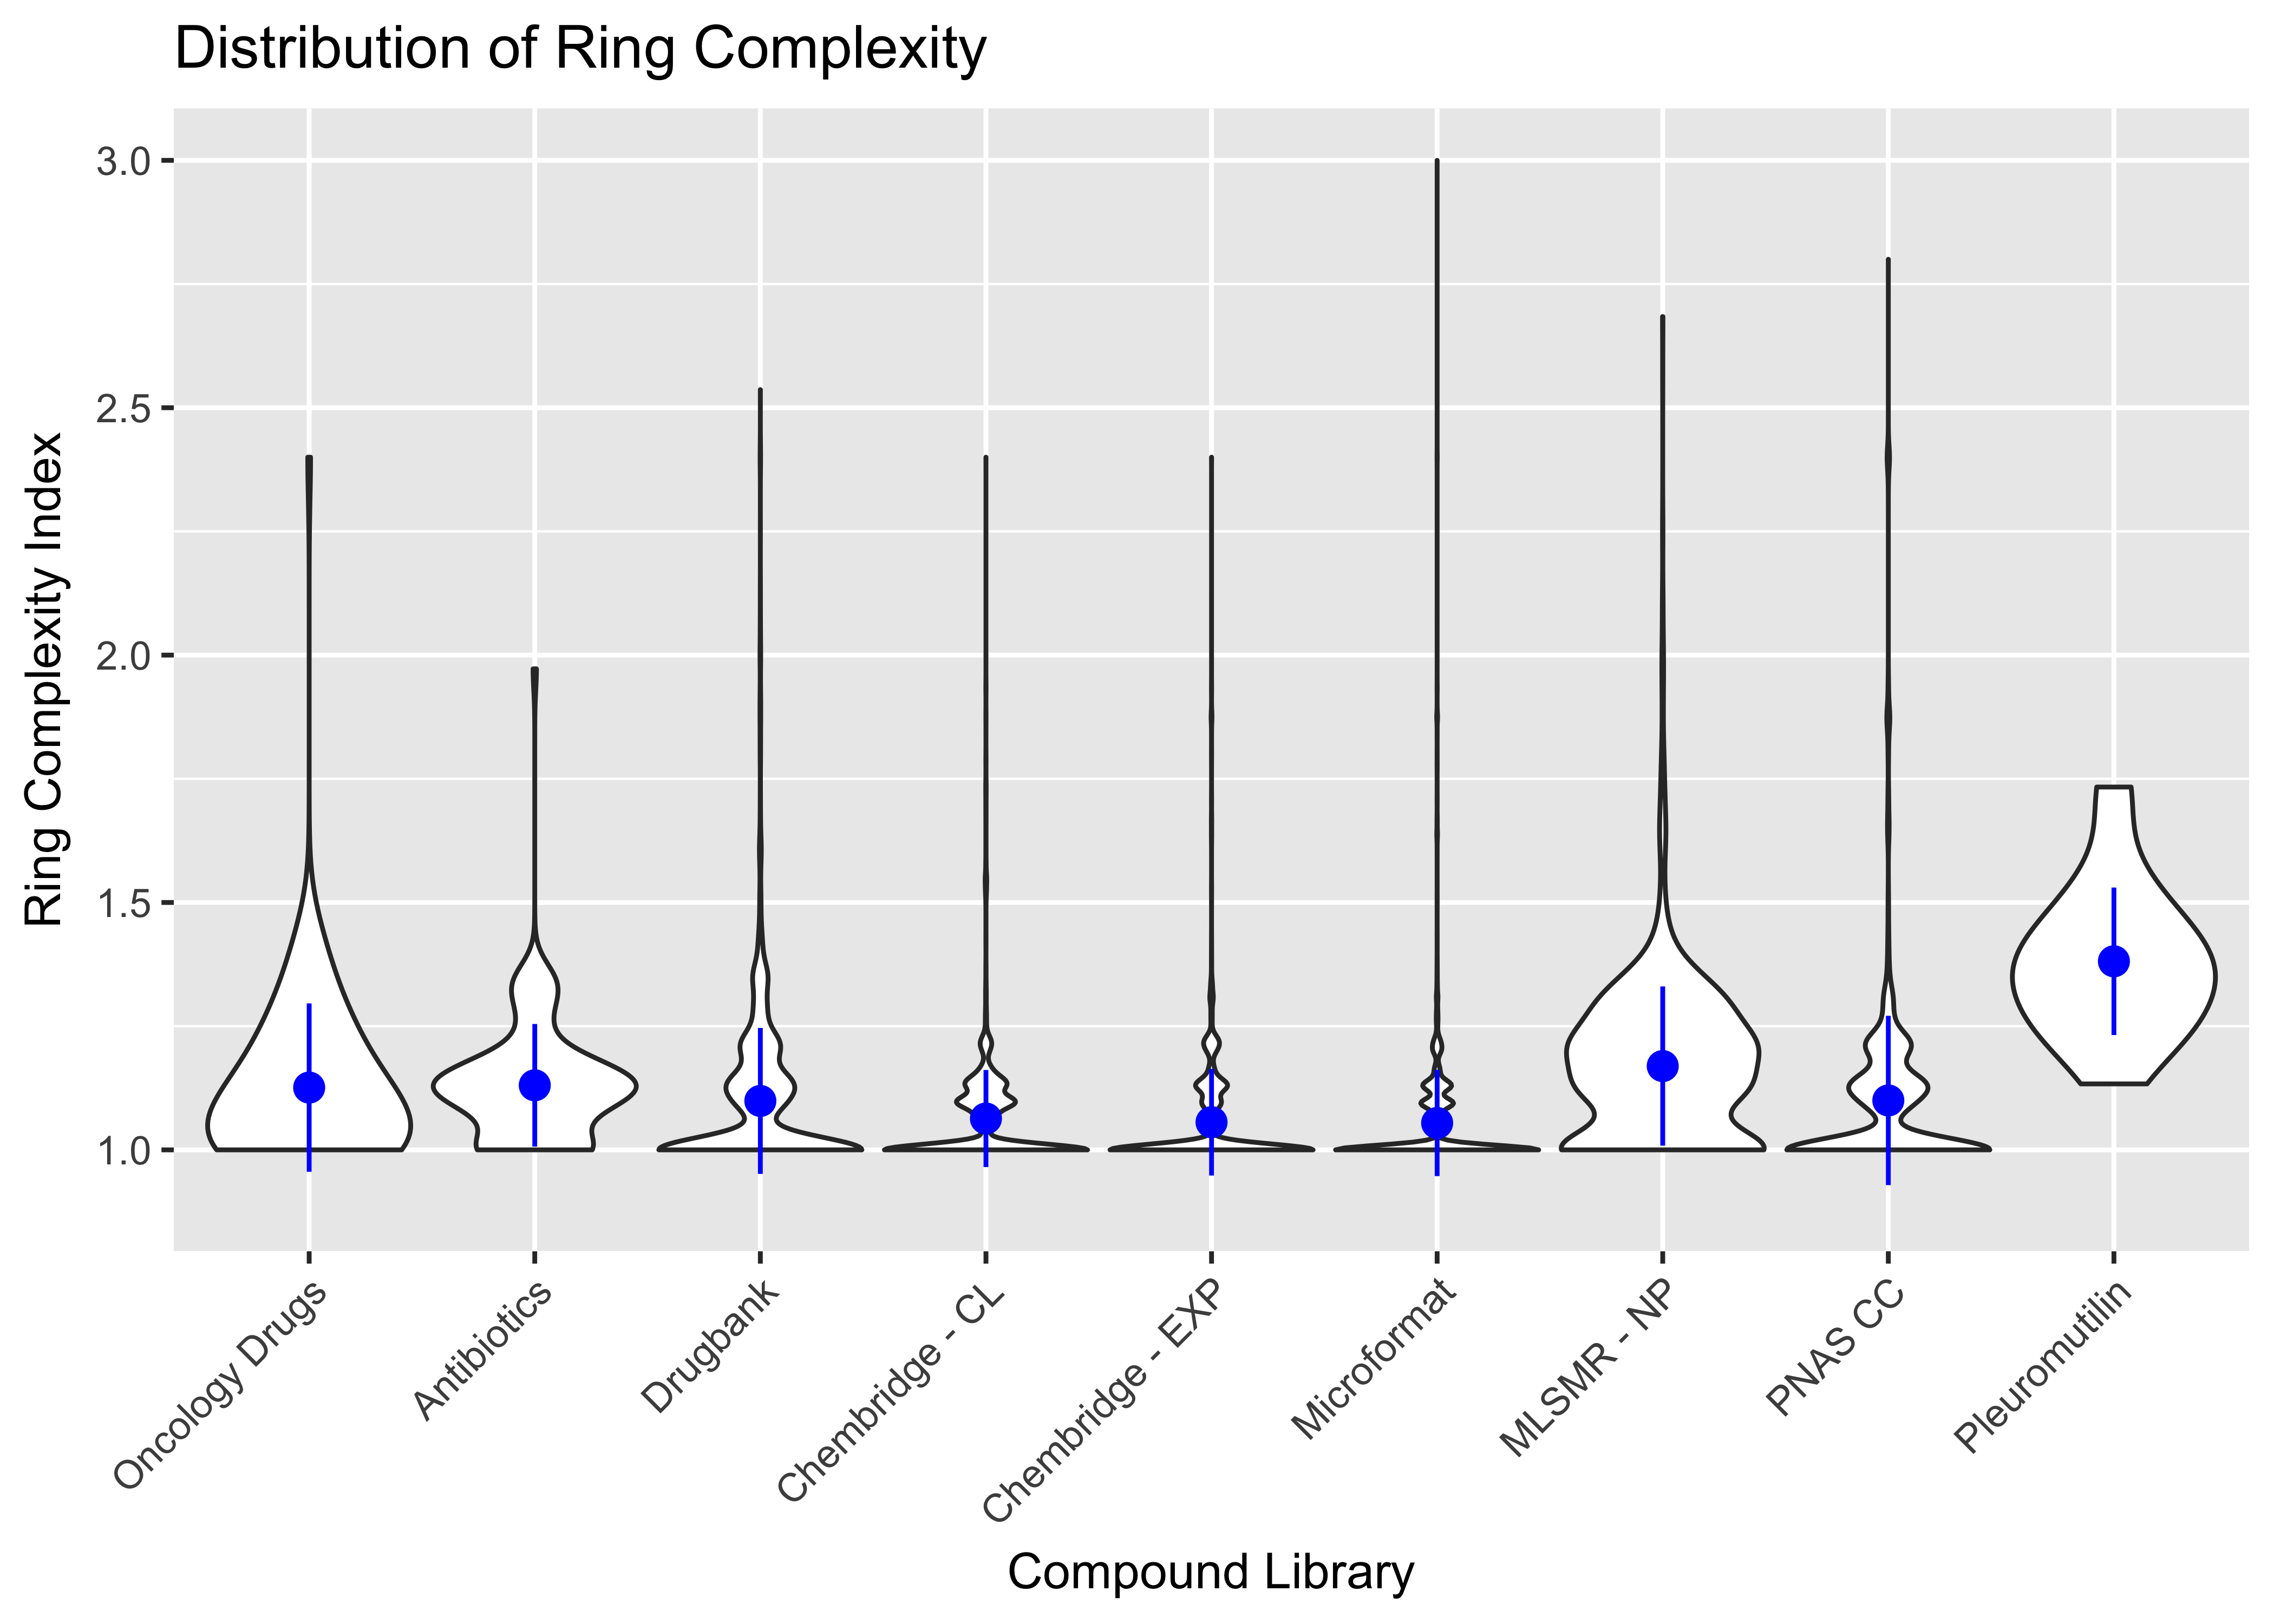 Distribution of Ring Complexity
Ring Complexity Index
3.0
2.5
2.0
1.5
1.0
Oncology Drugs
Antibiotics
Drugbank
Chembridge - CL
Chembridge - EXP
Microformat
MLSMR - NP
PNAS CC
Pleuromutilin
Compound Library